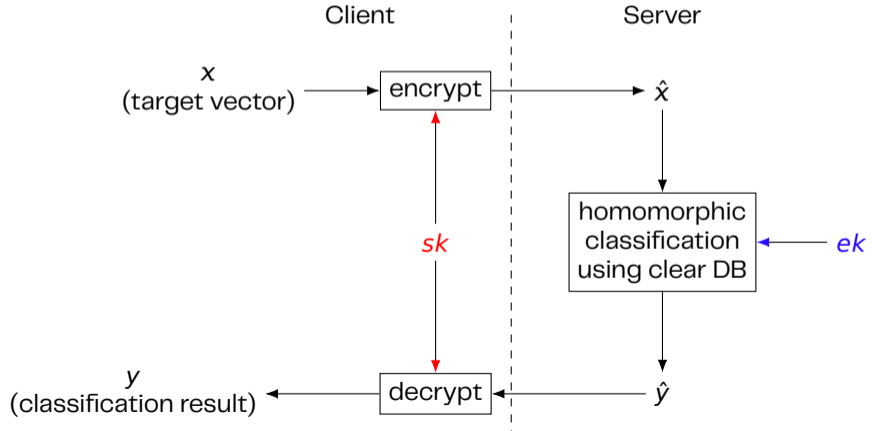 Client
Server
x
(target vector)
encrypt
x̂
homomorphic
classification
using clear DB
sk
ek
y
(classification result)
decrypt
ŷ